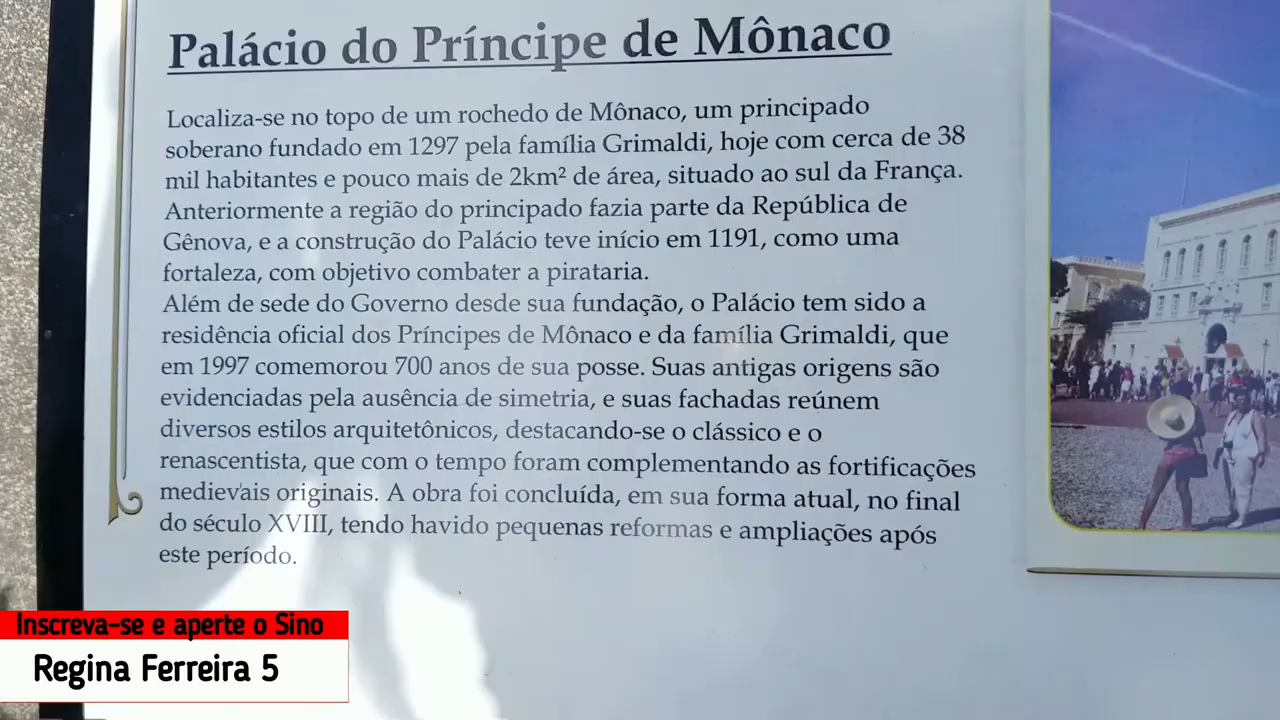 Palácio do Príncipe de Mônaco
Localiza-se no topo de um rochedo de Mônaco, um principado
soberano fundado em 1297 pela família Grimaldi, hoje com cerca de 38
mil habitantes e pouco mais de 2km² de área, situado ao sul da França.
Anteriormente a região do principado fazia parte da República de
Gênova, e a construção do Palácio teve início em 1191, como uma
fortaleza, com objetivo combater a pirataria.
Além de sede do Governo desde sua fundação, o Palácio tem sido a
residência oficial dos Príncipes de Mônaco e da família Grimaldi, que
em 1997 comemorou 700 anos de sua posse. Suas antigas origens são
evidenciadas pela ausência de simetria, e suas fachadas reúnem
diversos estilos arquitetônicos, destacando-se o clássico e o
renascentista, que com o tempo foram complementando as fortificações
medievais originais. A obra foi concluída, em sua forma atual, no final
do século XVIII, tendo havido pequenas reformas e ampliações após
este período.
Inscreva-se e aperte o Sino
Regina Ferreira 5